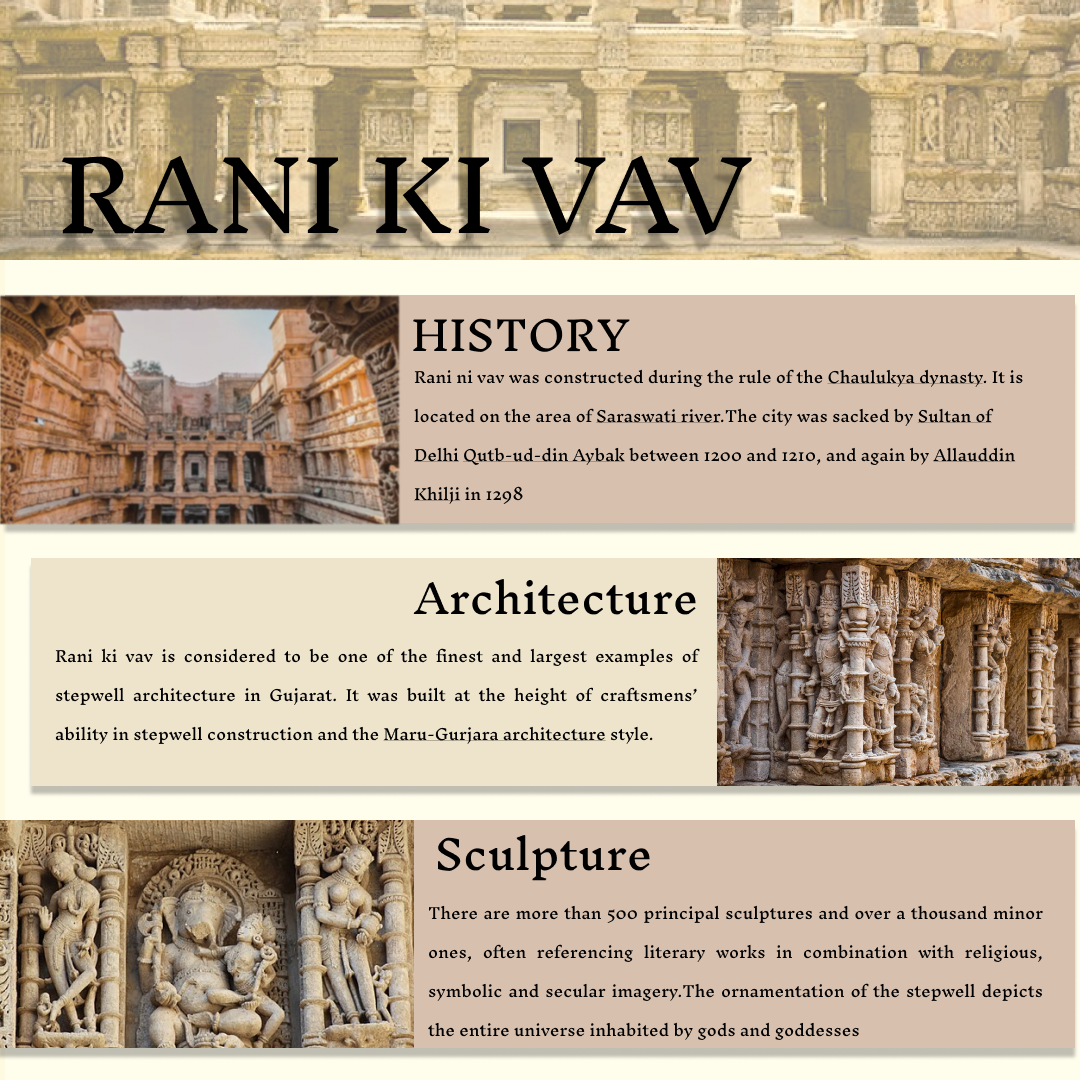 RANI KI VAV
HISTORY
Rani ni vav was constructed during the rule of the Chaulukya dynasty. It is
located on the area of Saraswati river.The city was sacked by Sultan of
Delhi Qutb-ud-din Aybak between 1200 and 1210, and again by Allauddin
Khilji in 1298
Architecture
Rani ki vav is considered to be one of the finest and largest examples of
stepwell architecture in Gujarat. It was built at the height of craftsmens’
ability in stepwell construction and the Maru-Gurjara architecture style.
Sculpture
There are more than 500 principal sculptures and over a thousand minor
ones, often referencing literary works in combination with religious,
symbolic and secular imagery.The ornamentation of the stepwell depicts
the entire universe inhabited by gods and goddesses